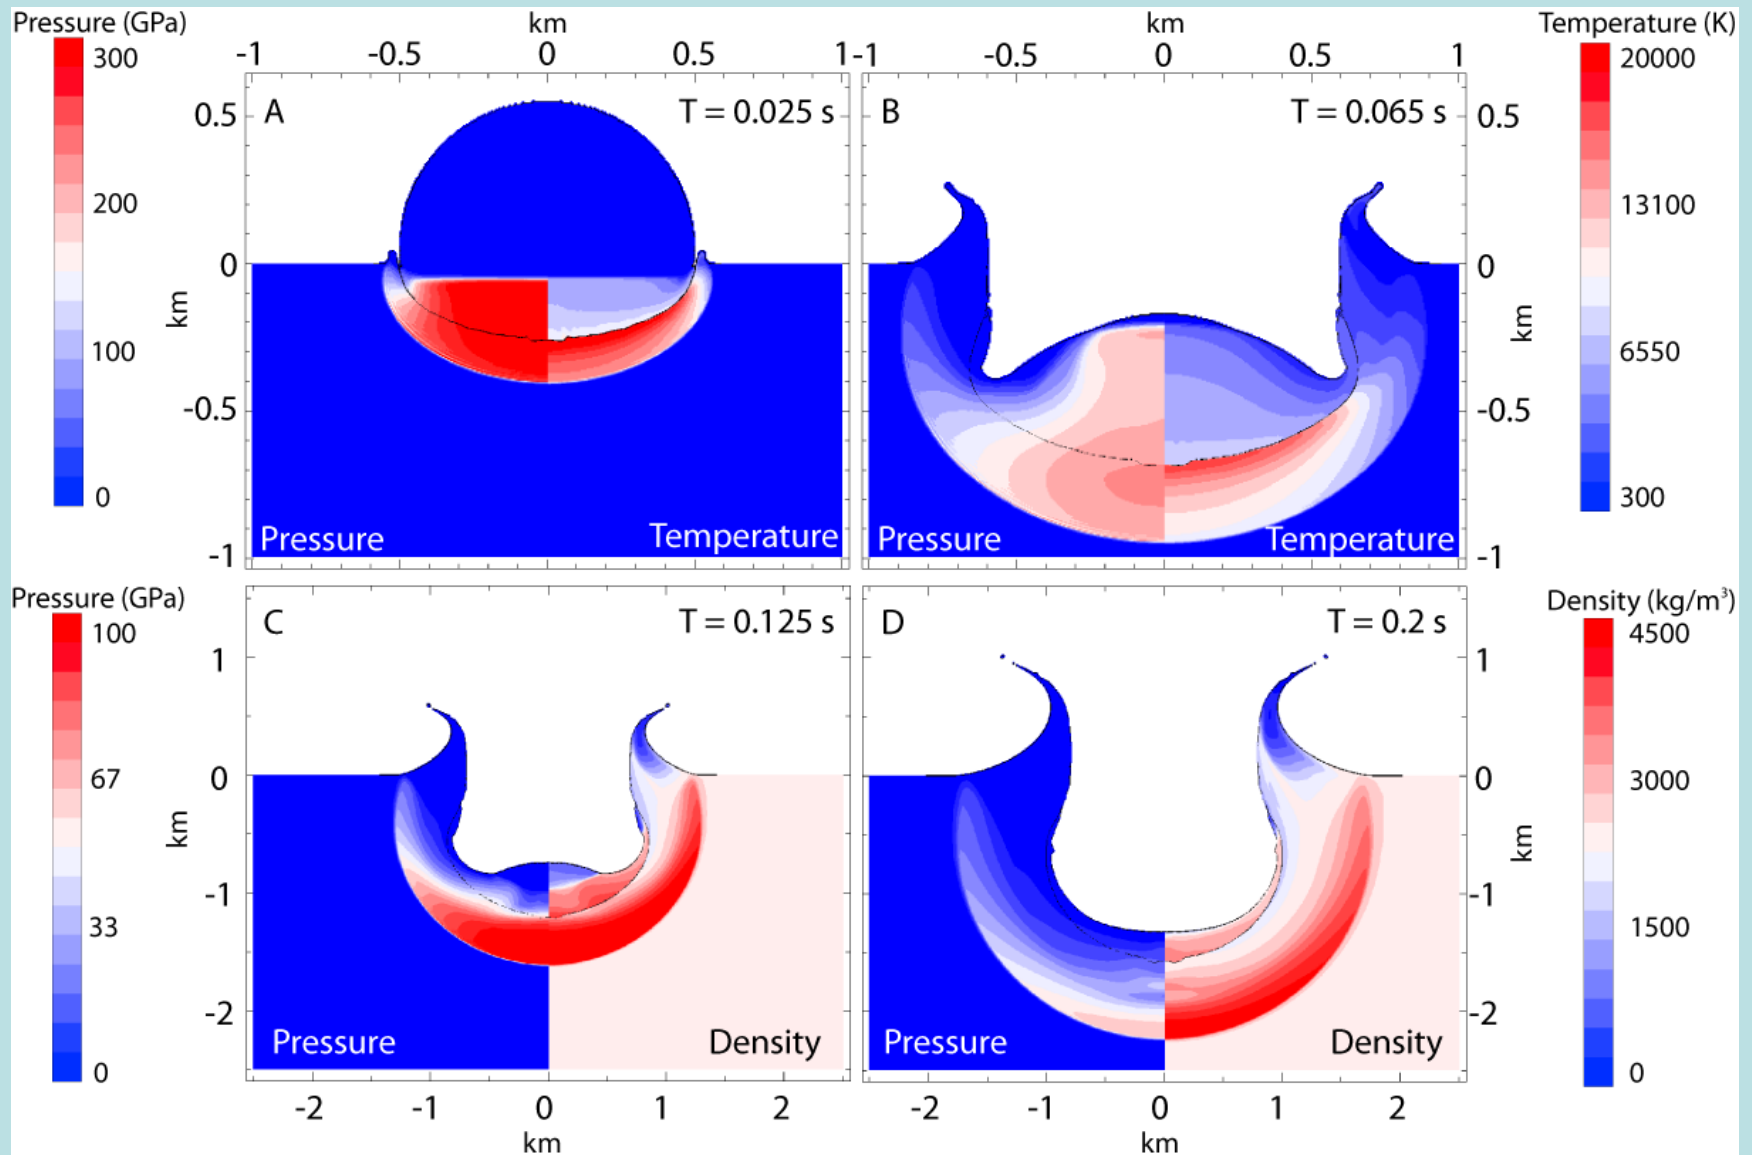 Pressure (GPa)
km
km
Temperature (K)
-1 -0.5 0 0.5 1
-1 -0.5 0 0.5 1
300
200
100
0
A
T = 0.025 s
0.5
0
-0.5
-1
km
Pressure
Temperature
B
T = 0.065 s
0.5
0
-0.5
-1
km
Pressure
Temperature
20000
13100
6550
300
Pressure (GPa)
Density (kg/m³)
100
67
33
0
C
T = 0.125 s
1
0
-1
-2
km
Pressure
Density
D
T = 0.2 s
1
0
-1
-2
km
Pressure
Density
4500
3000
1500
0
-2 -1 0 1 2
-2 -1 0 1 2
km
km